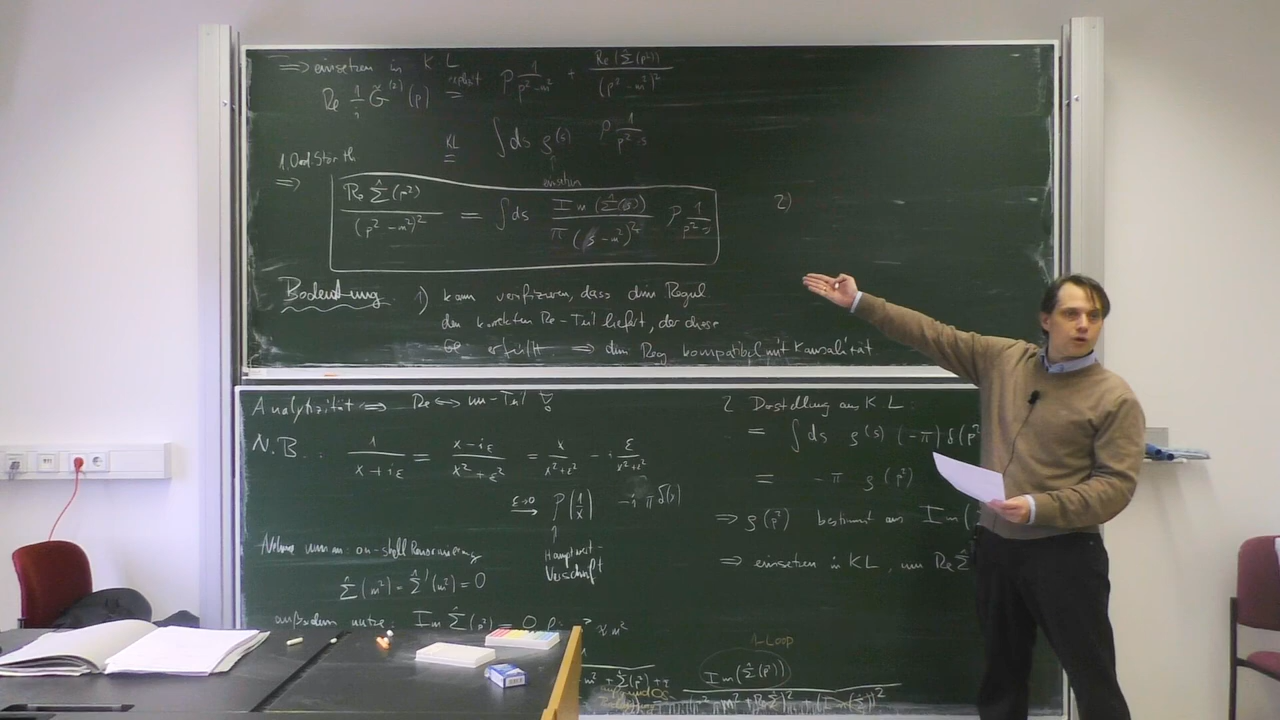 ⇒ einsetzen in K L
Re 1/i G̃^(2)(p) = explizit P 1/(p²-m²) + Re(Σ̂(p²))/(p²-m²)²
KL = ∫ds ρ(s) P 1/(p²-s)
1. Ord. Stör th
einsetzen
⇒ Re Σ̂(p²)/(p²-m²)² = ∫ds Im(Σ̂(s))/(π(s-m²)²) P 1/(p²-s)
2)
Bedeutung 1) kann verifizieren, dass dim Regul
den korrekten Re-Teil liefert, der diese
Gl erfüllt ⇒ dim Reg kompatibel mit Kausalität
Analytizität ⇒ Re ↔ Im-Teil !
N.B. 1/(x+iε) = (x-iε)/(x²+ε²) = x/(x²+ε²) - i ε/(x²+ε²)
ε→0 → P(1/x) - i π δ(x)
Hauptwert-
Vorschrift
Nehme nun an: on-shell Renormierung
Σ̂(m²) = Σ̂'(m²) = 0
außerdem nutze: Im Σ̂(p²) = 0
2 Darstellung aus K L:
= ∫ds ρ(s) (-π) δ(p²
= -π ρ(p²)
⇒ ρ(p²) bestimmt aus Im(
⇒ einsetzen in KL, um Re Σ̂
1-Loop
Im(Σ̂(p²))